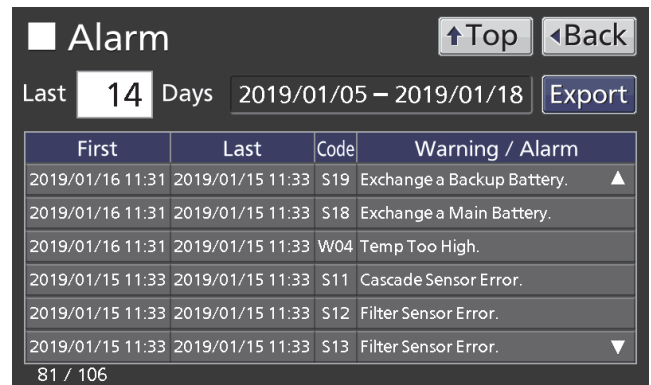 Alarm Top Back
Last 14 Days 2019/01/05 – 2019/01/18 Export
First Last Code Warning / Alarm
2019/01/16 11:31 2019/01/15 11:33 S19 Exchange a Backup Battery.
2019/01/16 11:31 2019/01/15 11:33 S18 Exchange a Main Battery.
2019/01/16 11:31 2019/01/15 11:33 W04 Temp Too High.
2019/01/15 11:33 2019/01/15 11:33 S11 Cascade Sensor Error.
2019/01/15 11:33 2019/01/15 11:33 S12 Filter Sensor Error.
2019/01/15 11:33 2019/01/15 11:33 S13 Filter Sensor Error.
81 / 106